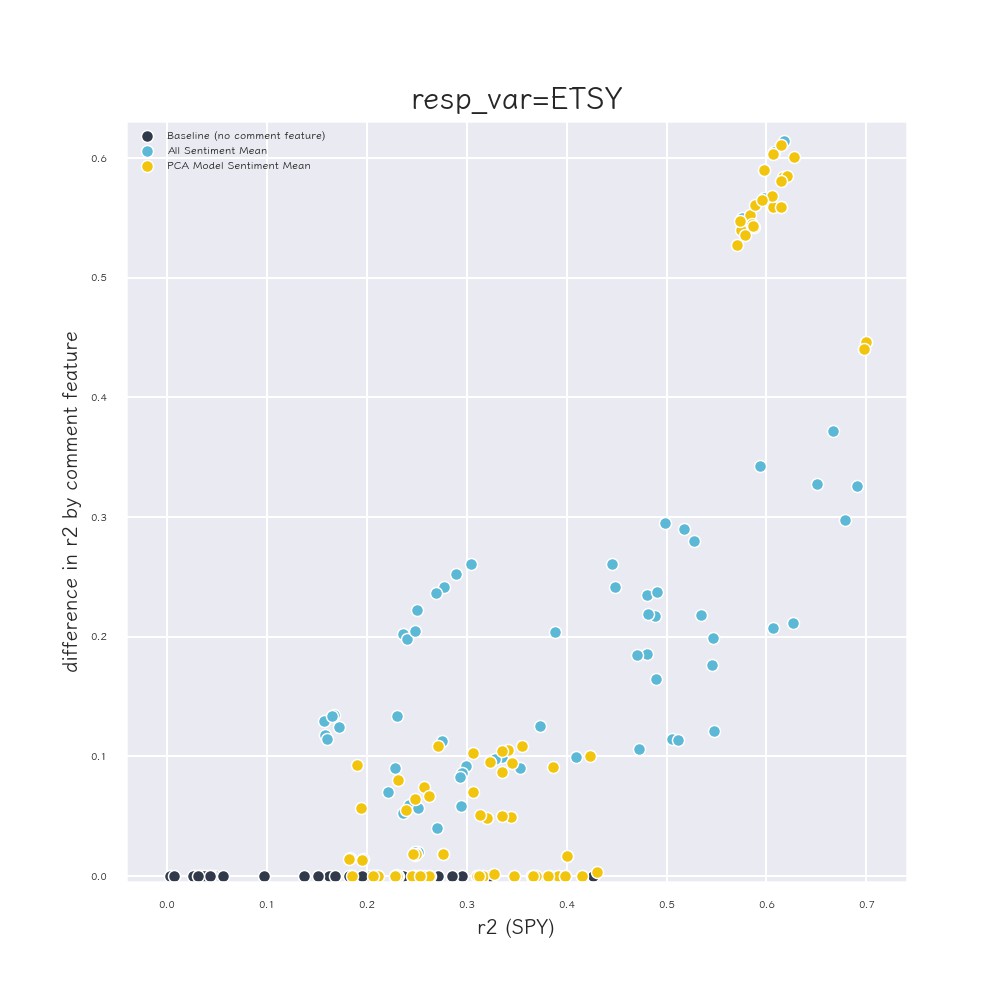 resp_var=ETSY
Baseline (no comment feature)
All Sentiment Mean
PCA Model Sentiment Mean
difference in r2 by comment feature
0.6
0.5
0.4
0.3
0.2
0.1
0.0
0.0 0.1 0.2 0.3 0.4 0.5 0.6 0.7
r2 (SPY)